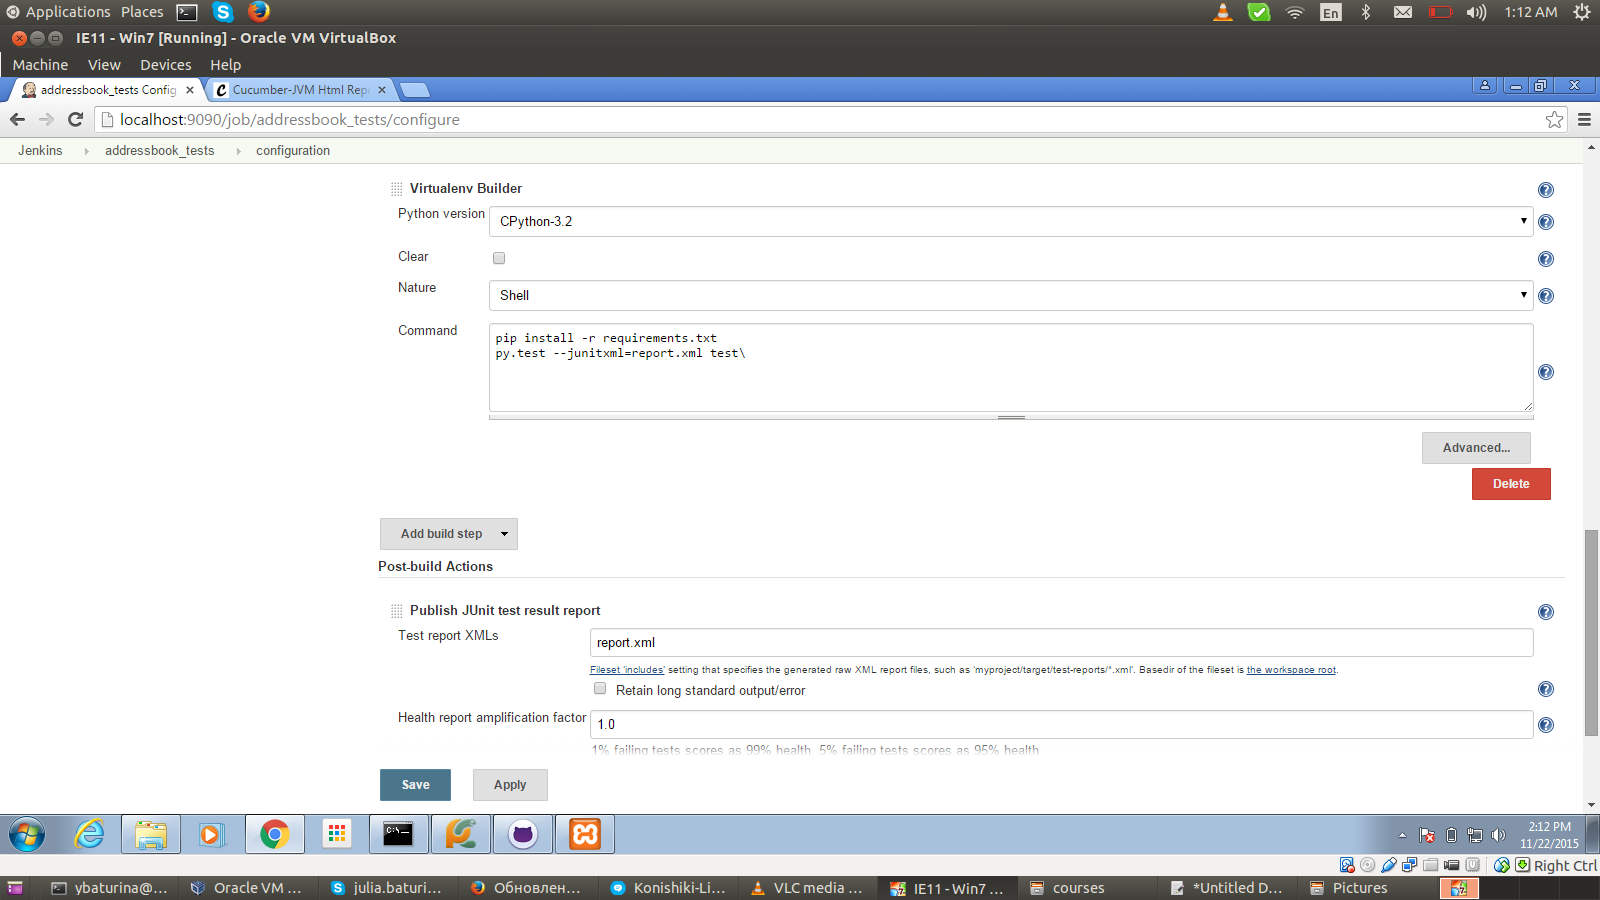 Applications Places
En
1:12 AM
IE11 - Win7 [Running] - Oracle VM VirtualBox
Machine View Devices Help
addressbook_tests Config
Cucumber-JVM Html Rep
localhost:9090/job/addressbook_tests/configure
Jenkins addressbook_tests configuration
Virtualenv Builder
Python version
CPython-3.2
Clear
Nature
Shell
Command
pip install -r requirements.txt
py.test --junitxml=report.xml test\
Advanced...
Delete
Add build step
Post-build Actions
Publish JUnit test result report
Test report XMLs
report.xml
Fileset 'includes' setting that specifies the generated raw XML report files, such as 'myproject/target/test-reports/*.xml'. Basedir of the fileset is the workspace root.
Retain long standard output/error
Health report amplification factor
1.0
1% failing tests scores as 99% health. 5% failing tests scores as 95% health
Save
Apply
2:12 PM
11/22/2015
Right Ctrl
ybaturina@... Oracle VM ... julia.baturi... Обновлен... Konishiki-Li... VLC media ... IE11 - Win7 ... courses *Untitled D... Pictures